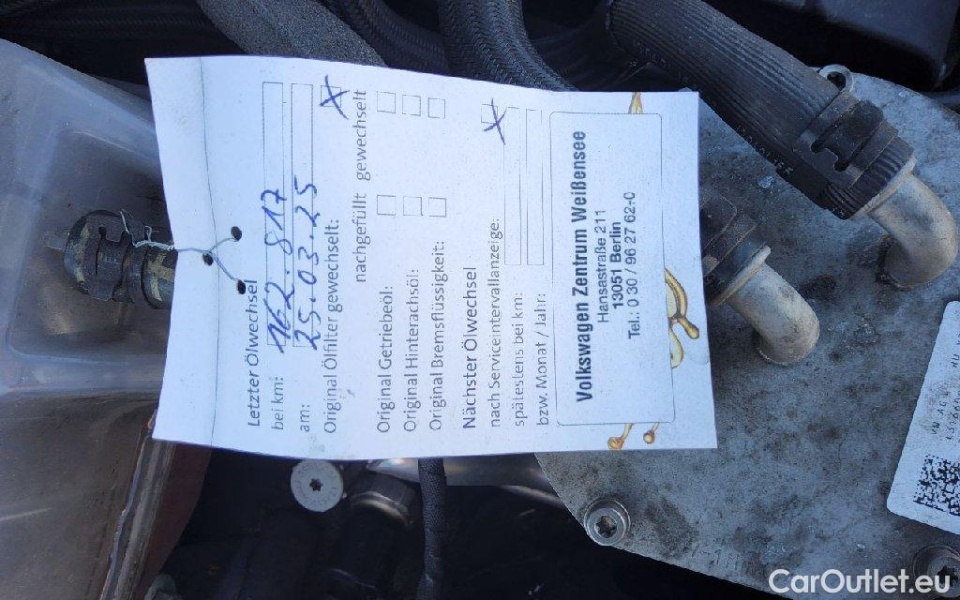 Letzter Ölwechsel
bei km: 162.817
am: 25.03.25
Original Ölfilter gewechselt: X
nachgefüllt gewechselt
Original Getriebeöl:
Original Hinterachsöl:
Original Bremsflüssigkeit:
Nächster Ölwechsel
nach Serviceintervallanzeige: X
spätestens bei km:
bzw. Monat / Jahr:
Volkswagen Zentrum Weißensee
Hansastraße 211
13051 Berlin
Tel.: 0 30 / 96 27 62-0
CarOutlet.eu